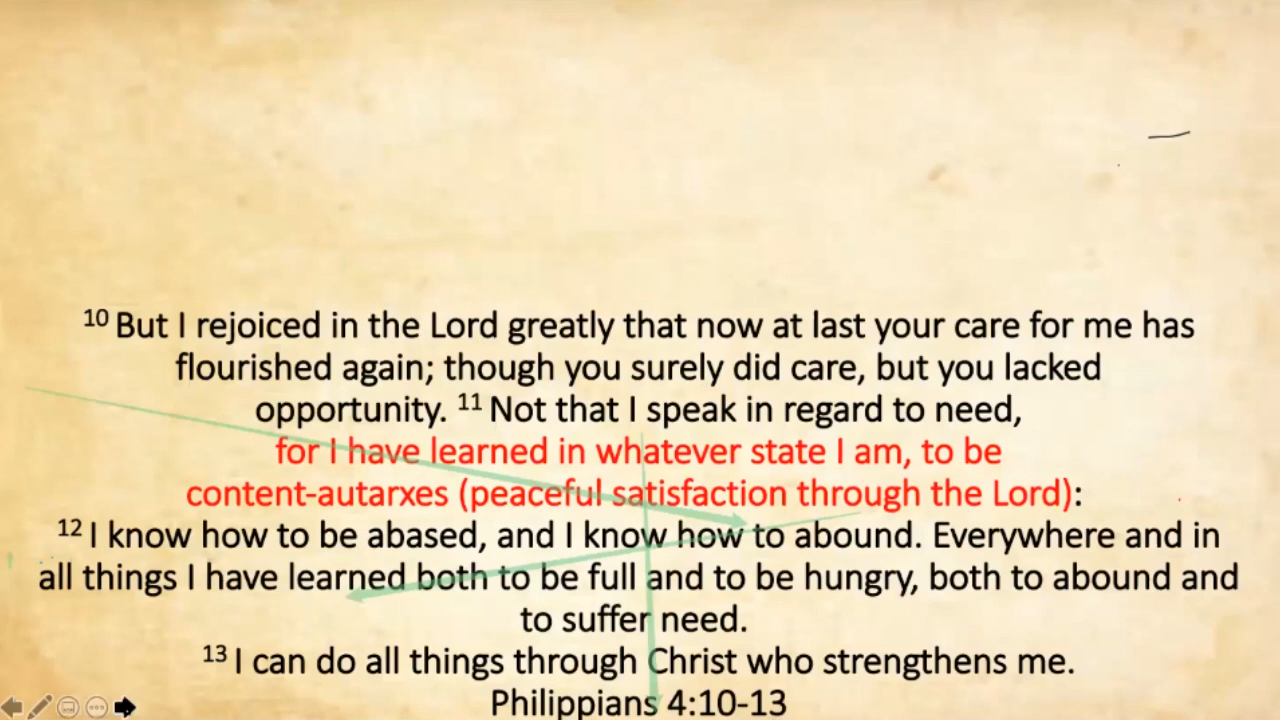 10 But I rejoiced in the Lord greatly that now at last your care for me has
flourished again; though you surely did care, but you lacked
opportunity. 11 Not that I speak in regard to need,
for I have learned in whatever state I am, to be
content-autarxes (peaceful satisfaction through the Lord):
12 I know how to be abased, and I know how to abound. Everywhere and in
all things I have learned both to be full and to be hungry, both to abound and
to suffer need.
13 I can do all things through Christ who strengthens me.
Philippians 4:10-13